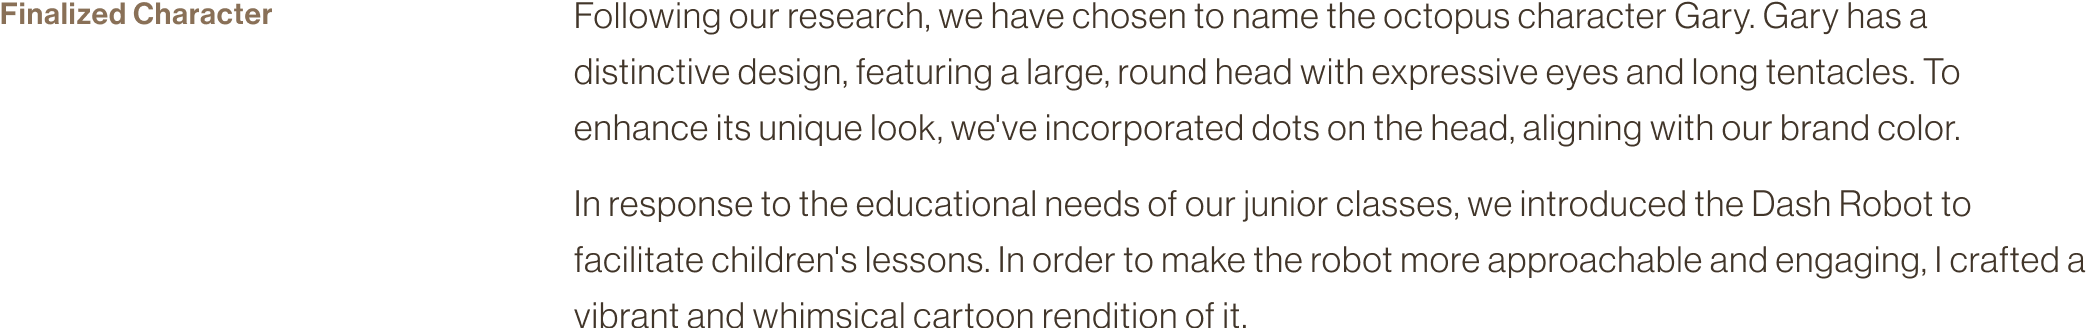 Finalized Character
Following our research, we have chosen to name the octopus character Gary. Gary has a
distinctive design, featuring a large, round head with expressive eyes and long tentacles. To
enhance its unique look, we've incorporated dots on the head, aligning with our brand color.
In response to the educational needs of our junior classes, we introduced the Dash Robot to
facilitate children's lessons. In order to make the robot more approachable and engaging, I crafted a
vibrant and whimsical cartoon rendition of it.